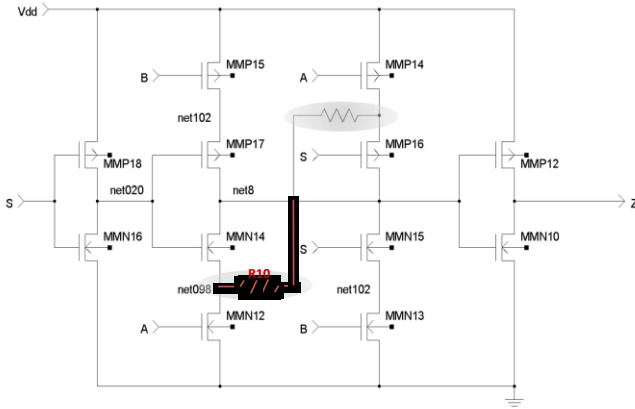 Vdd
B
MMP15
A
MMP14
net102
MMP18
MMP17
S
MMP16
MMP12
net020
net8
S
Z
MMN16
MMN14
S
MMN15
MMN10
R10
net098
net102
A
MMN12
B
MMN13